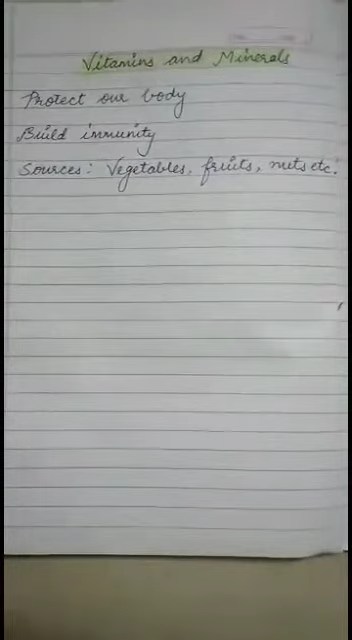 Vitamins and Minerals
Protect our body
Build immunity
Sources: Vegetables, fruits, nuts etc.